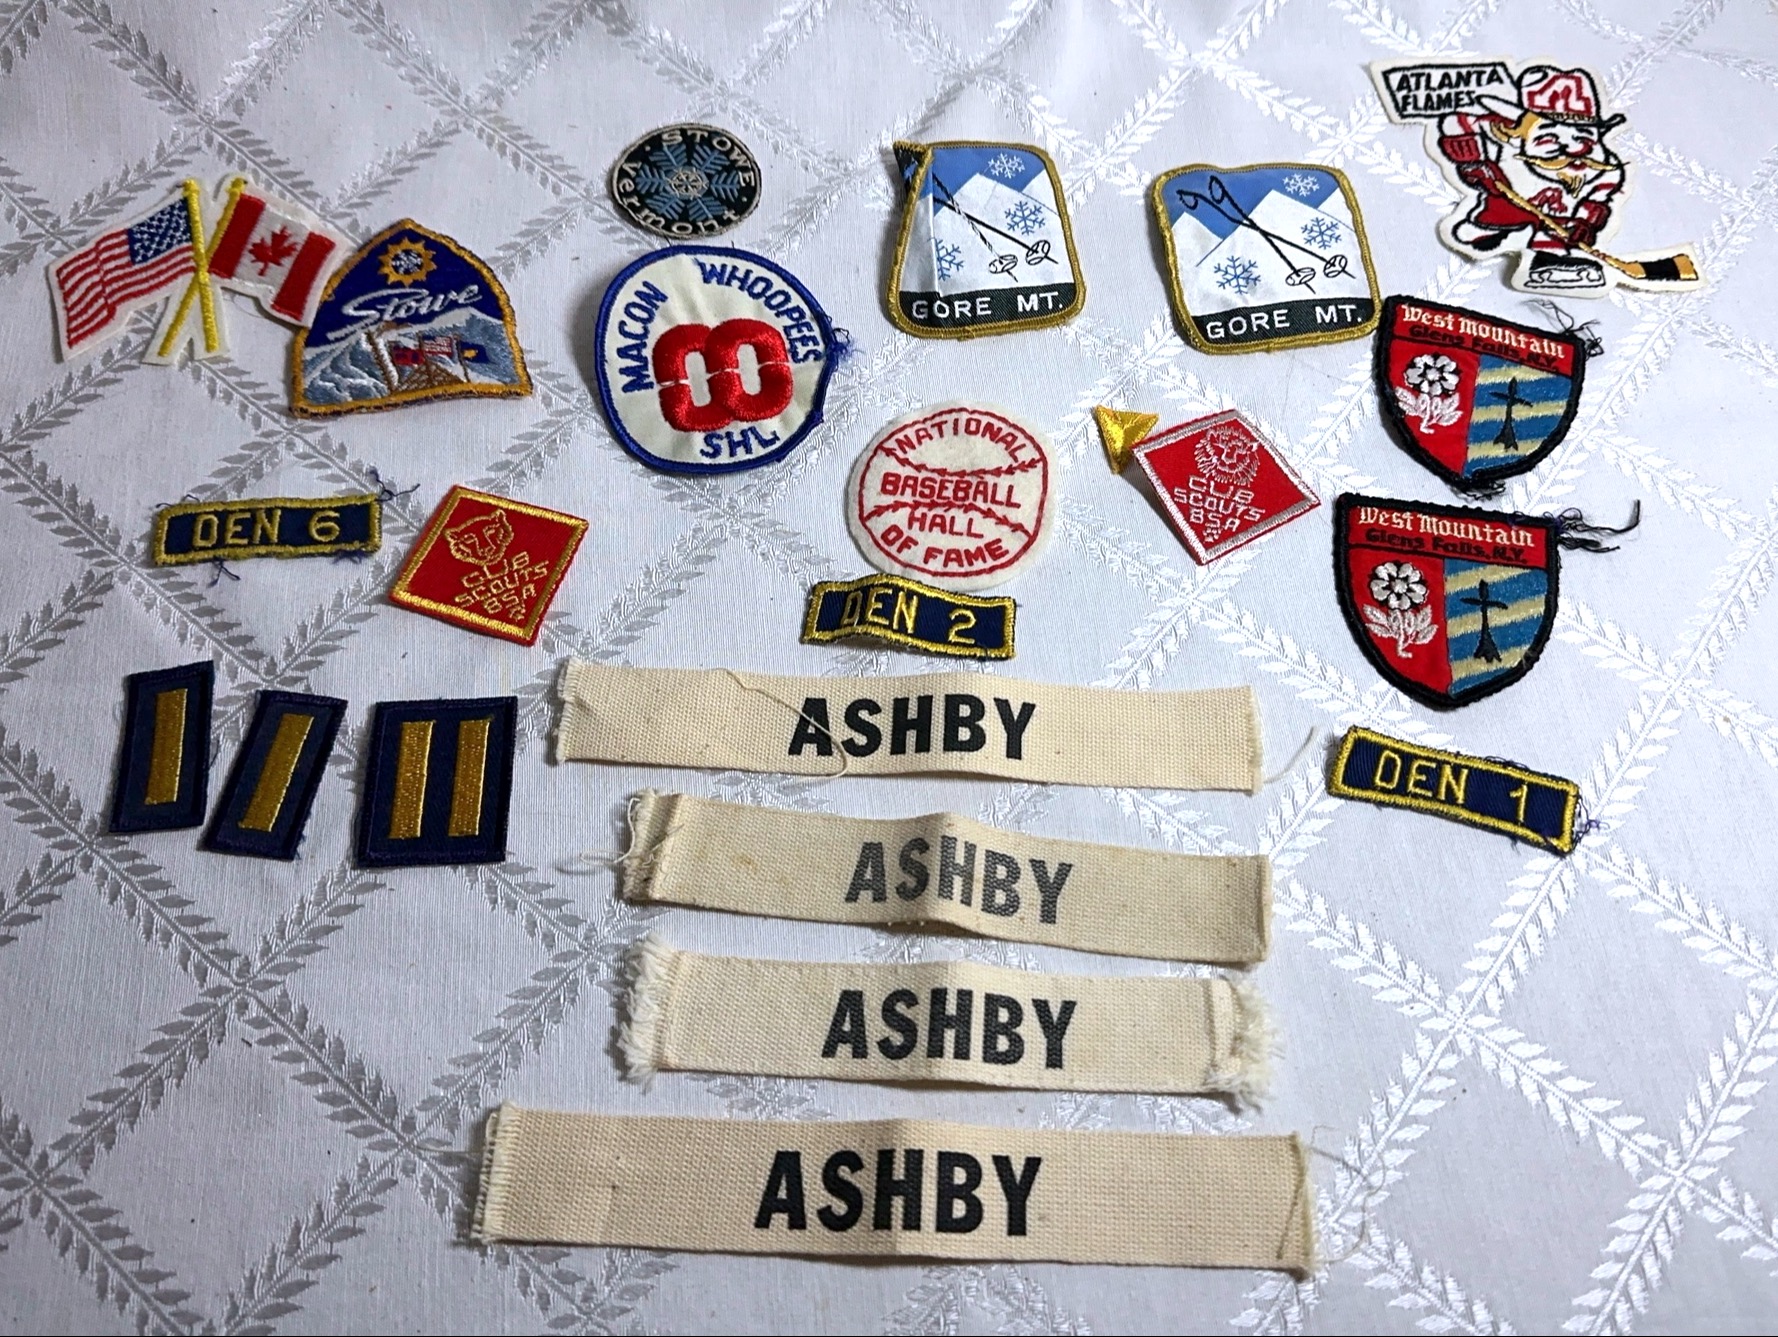 STOWE
Vermont
ATLANTA
FLAMES
Stowe
MACON WHOOPEES
SHL
GORE MT.
GORE MT.
West Mountain
Glens Falls, N.Y.
NATIONAL
BASEBALL
HALL
OF FAME
CUB
SCOUTS
BSA
DEN 6
CUB
SCOUTS
BSA
West Mountain
Glens Falls, N.Y.
DEN 2
ASHBY
DEN 1
ASHBY
ASHBY
ASHBY